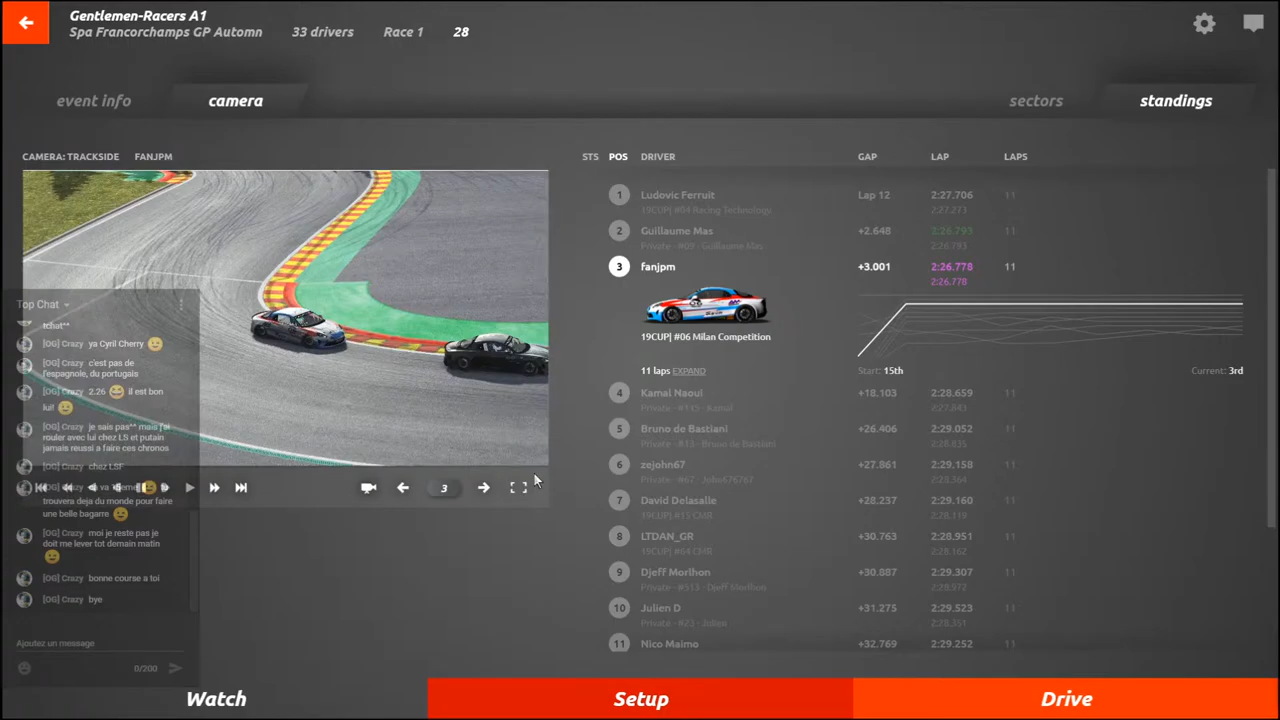 Gentlemen-Racers A1
Spa Francorchamps GP Automn 33 drivers Race 1 28
event info camera sectors standings
CAMERA: TRACKSIDE FANJPM
STS POS DRIVER GAP LAP LAPS
1 Ludovic Ferruit Lap 12 2:27.706 11
19CUP| #04 Racing Technology 2:27.273
2 Guillaume Mas +2.648 2:26.793 11
Private - #09 - Guillaume Mas 2:26.793
3 fanjpm +3.001 2:26.778 11
2:26.778
19CUP| #06 Milan Competition
11 laps EXPAND Start: 15th Current: 3rd
4 Kamal Naoui +18.103 2:28.659 11
Private - #115 - Kamal 2:27.843
5 Bruno de Bastiani +26.406 2:29.052 11
Private - #13 - Bruno de Bastiani 2:28.835
6 zejohn67 +27.861 2:29.158 11
Private - #67 - John676767 2:28.364
7 David Delasalle +28.237 2:29.160 11
19CUP| #15 CMR 2:28.119
8 LTDAN_GR +30.763 2:28.951 11
19CUP| #64 CMR 2:28.162
9 Djeff Morlhon +30.887 2:29.307 11
Private - #513 - Djeff Morlhon 2:28.972
10 Julien D +31.275 2:29.523 11
Private - #22 - Julien 2:28.351
11 Nico Maimo +32.769 2:29.252 11
Top Chat
tchat**
[OG] Crazy ya Cyril Cherry
c'est pas de
l'espagnole, du portugais
[OG] Crazy 2.26 il est bon
lui!
[OG] Crazy je sais pas** mais j'ai
rouler avec lui chez LS et putain
jamais reussi a faire ces chronos
[OG] Crazy chez LSF
trouvera deja du monde pour faire
une belle bagarre
[OG] Crazy moi je reste pas je
doit me lever tot demain matin
[OG] Crazy bonne course a toi
[OG] Crazy bye
Ajoutez un message
0/200
3
Watch Setup Drive